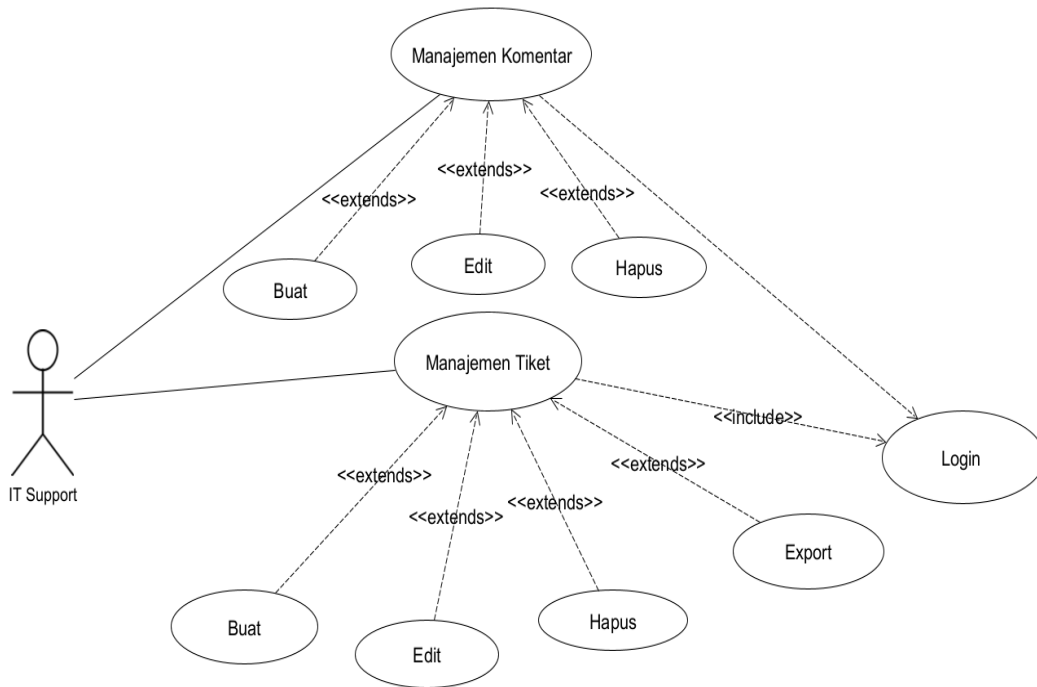 Manajemen Komentar
<<extends>>
<<extends>>
<<extends>>
Buat
Edit
Hapus
Manajemen Tiket
<<include>>
Login
IT Support
<<extends>>
<<extends>>
<<extends>>
<<extends>>
Export
Buat
Edit
Hapus